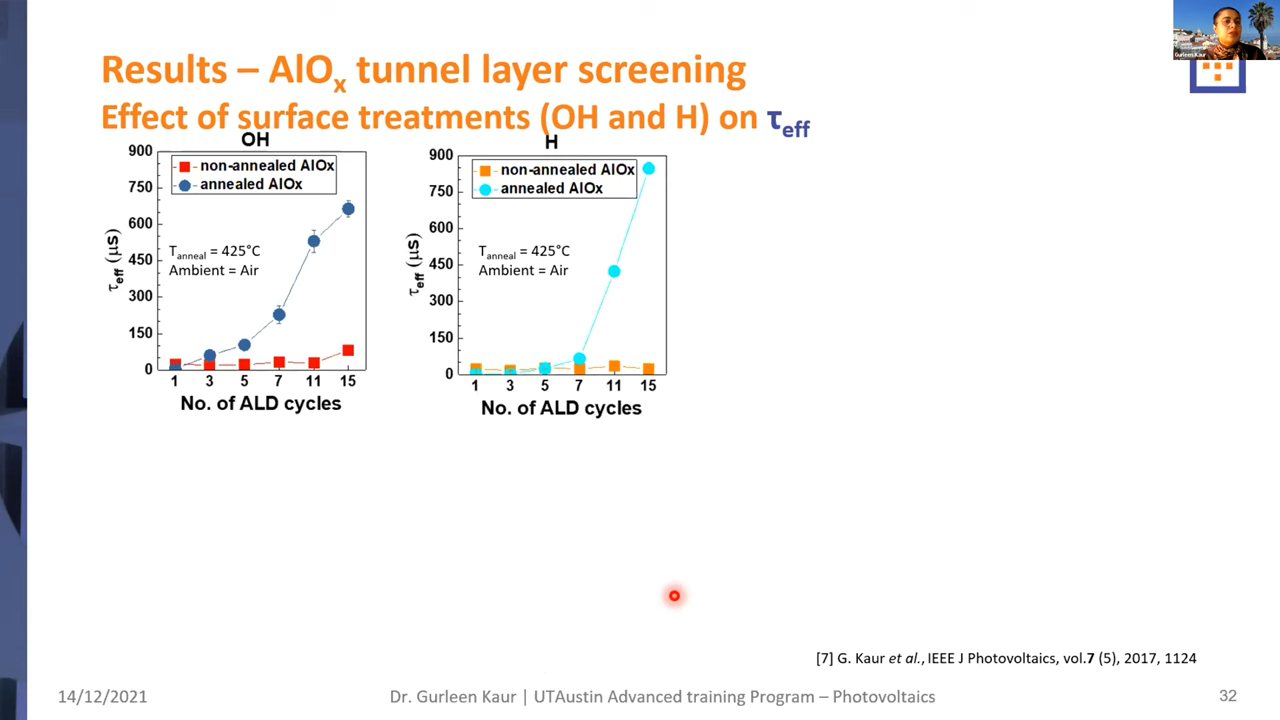 Results – AlOx tunnel layer screening
Effect of surface treatments (OH and H) on τeff
Gurleen Kaur
OH
900
750
600
450
300
150
0
τeff (μs)
non-annealed AlOx
annealed AlOx
Tanneal = 425°C
Ambient = Air
1 3 5 7 11 15
No. of ALD cycles
H
900
750
600
450
300
150
0
τeff (μs)
non-annealed AlOx
annealed AlOx
Tanneal = 425°C
Ambient = Air
1 3 5 7 11 15
No. of ALD cycles
[7] G. Kaur et al., IEEE J Photovoltaics, vol.7 (5), 2017, 1124
14/12/2021
Dr. Gurleen Kaur | UTAustin Advanced training Program – Photovoltaics
32